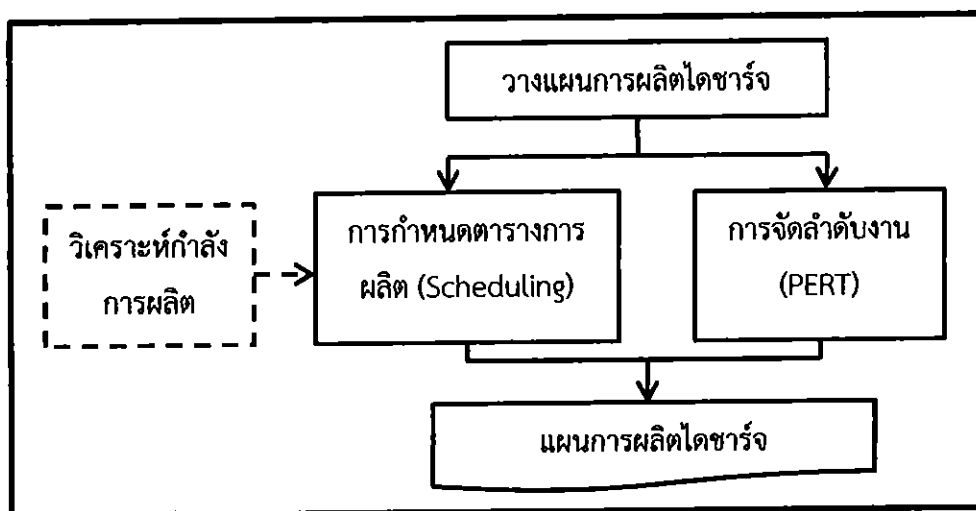 วางแผนการผลิตไดชาร์จ
วิเคราะห์กำลัง
การผลิต
การกำหนดตารางการ
ผลิต (Scheduling)
การจัดลำดับงาน
(PERT)
แผนการผลิตไดชาร์จ